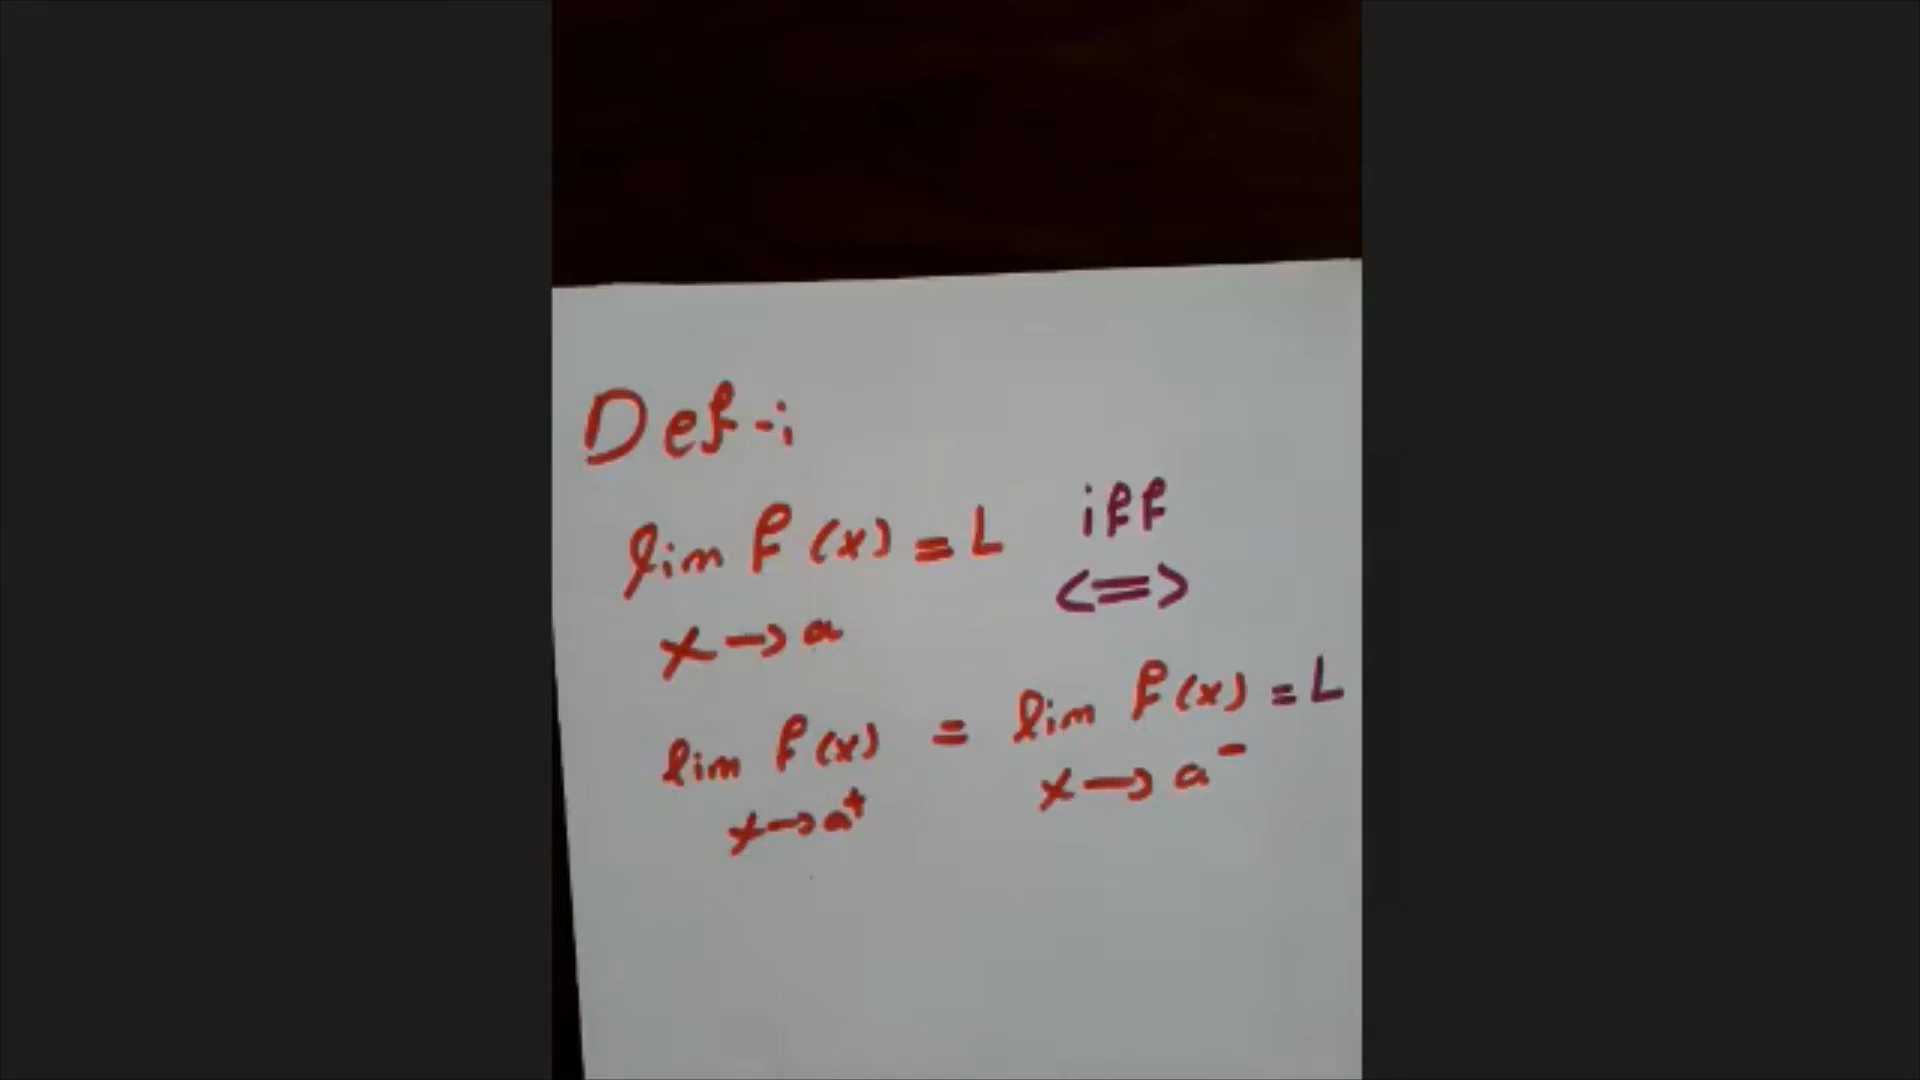 Def-:
lim f(x) = L iff
x→a <=>
lim f(x) = lim f(x) = L
x→a⁺ x→a⁻